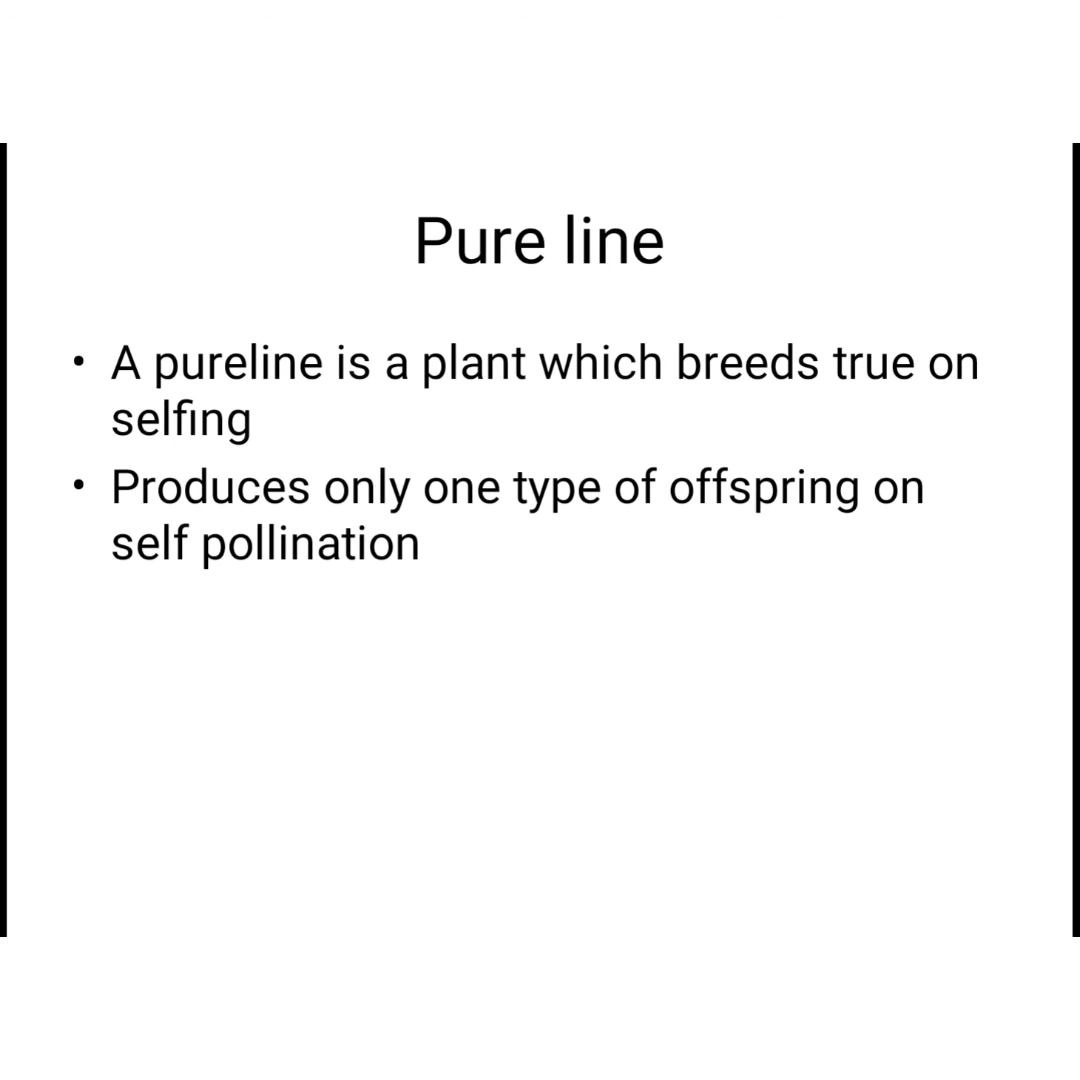 Pure line
• A pureline is a plant which breeds true on
selfing
• Produces only one type of offspring on
self pollination